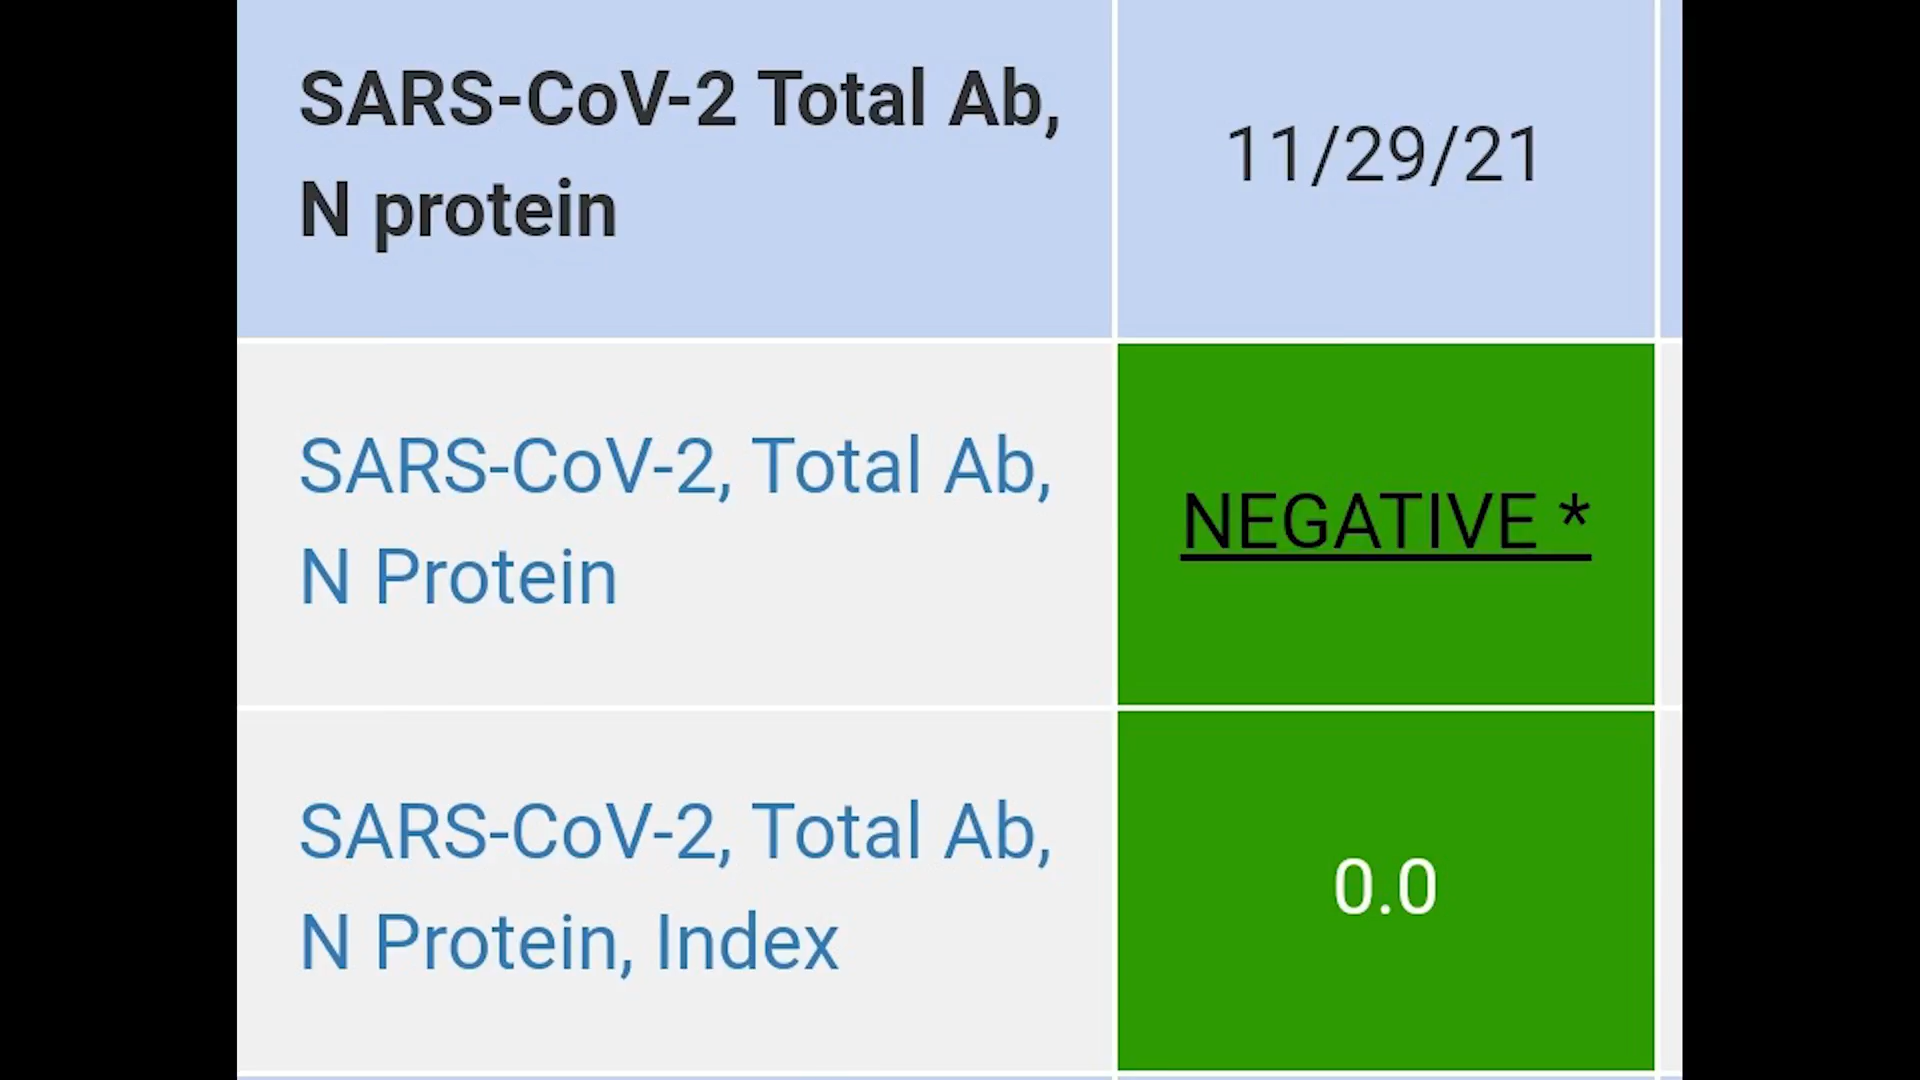 SARS-CoV-2 Total Ab,
N protein
11/29/21
SARS-CoV-2, Total Ab,
N Protein
NEGATIVE *
SARS-CoV-2, Total Ab,
N Protein, Index
0.0